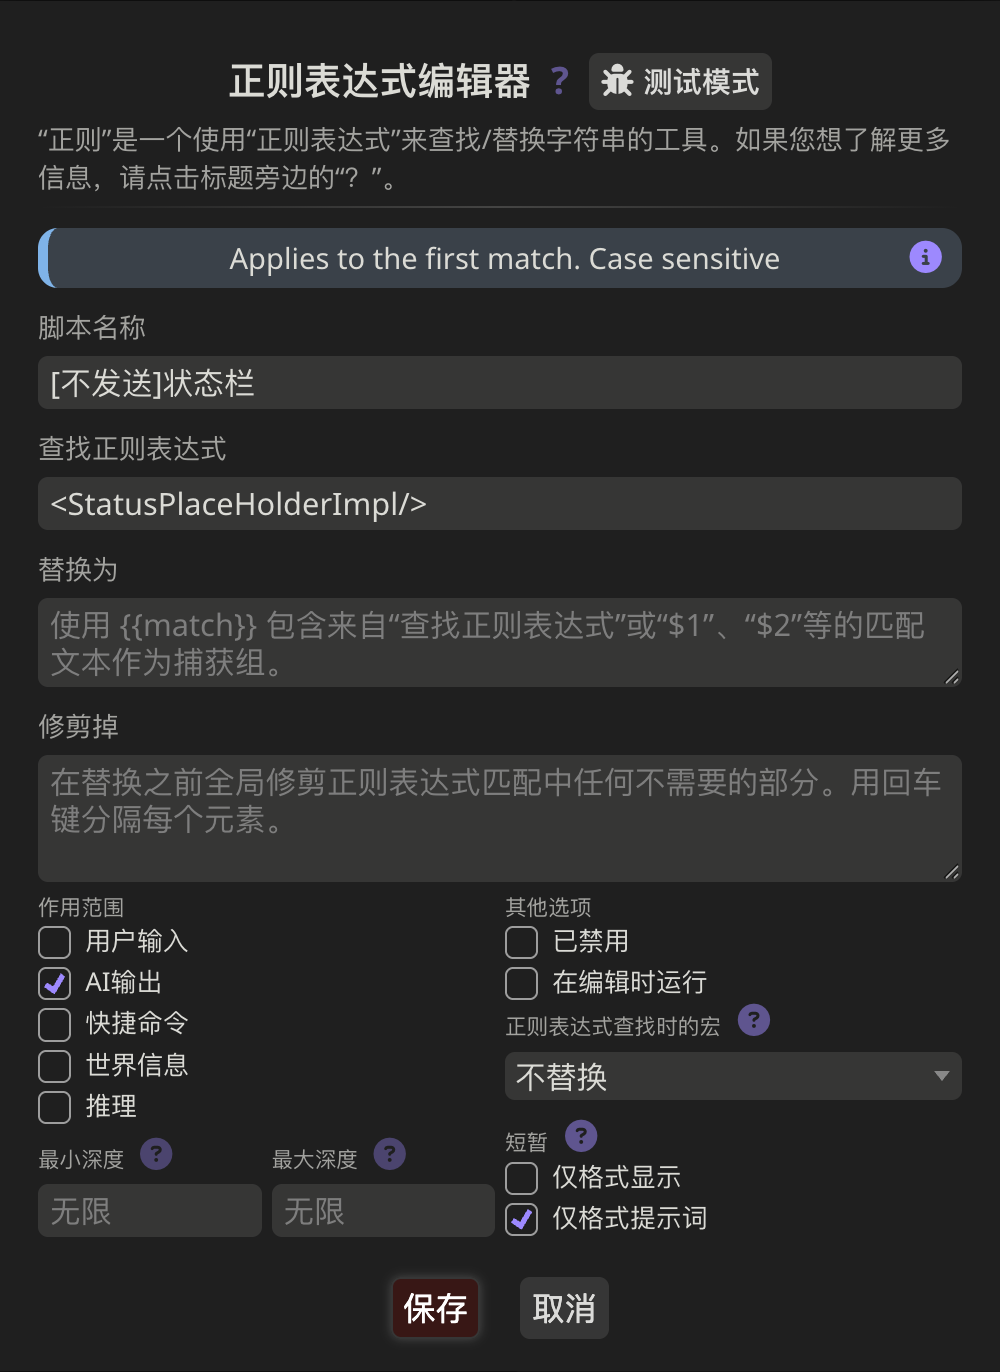 正则表达式编辑器 ? 测试模式
“正则”是一个使用“正则表达式”来查找/替换字符串的工具。如果您想了解更多
信息，请点击标题旁边的“？”。
Applies to the first match. Case sensitive
脚本名称
[不发送]状态栏
查找正则表达式
<StatusPlaceHolderImpl/>
替换为
使用 {{match}} 包含来自“查找正则表达式”或“$1”、“$2”等的匹配
文本作为捕获组。
修剪掉
在替换之前全局修剪正则表达式匹配中任何不需要的部分。用回车
键分隔每个元素。
作用范围
用户输入
AI输出
快捷命令
世界信息
推理
最小深度 ?
无限
最大深度 ?
无限
其他选项
已禁用
在编辑时运行
正则表达式查找时的宏 ?
不替换
短暂 ?
仅格式显示
仅格式提示词
保存
取消